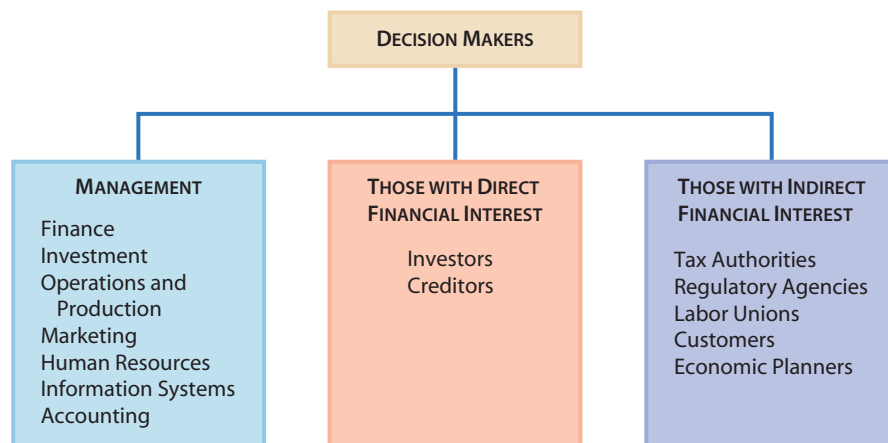 DECISION MAKERS
MANAGEMENT
Finance
Investment
Operations and
Production
Marketing
Human Resources
Information Systems
Accounting
THOSE WITH DIRECT
FINANCIAL INTEREST
Investors
Creditors
THOSE WITH INDIRECT
FINANCIAL INTEREST
Tax Authorities
Regulatory Agencies
Labor Unions
Customers
Economic Planners